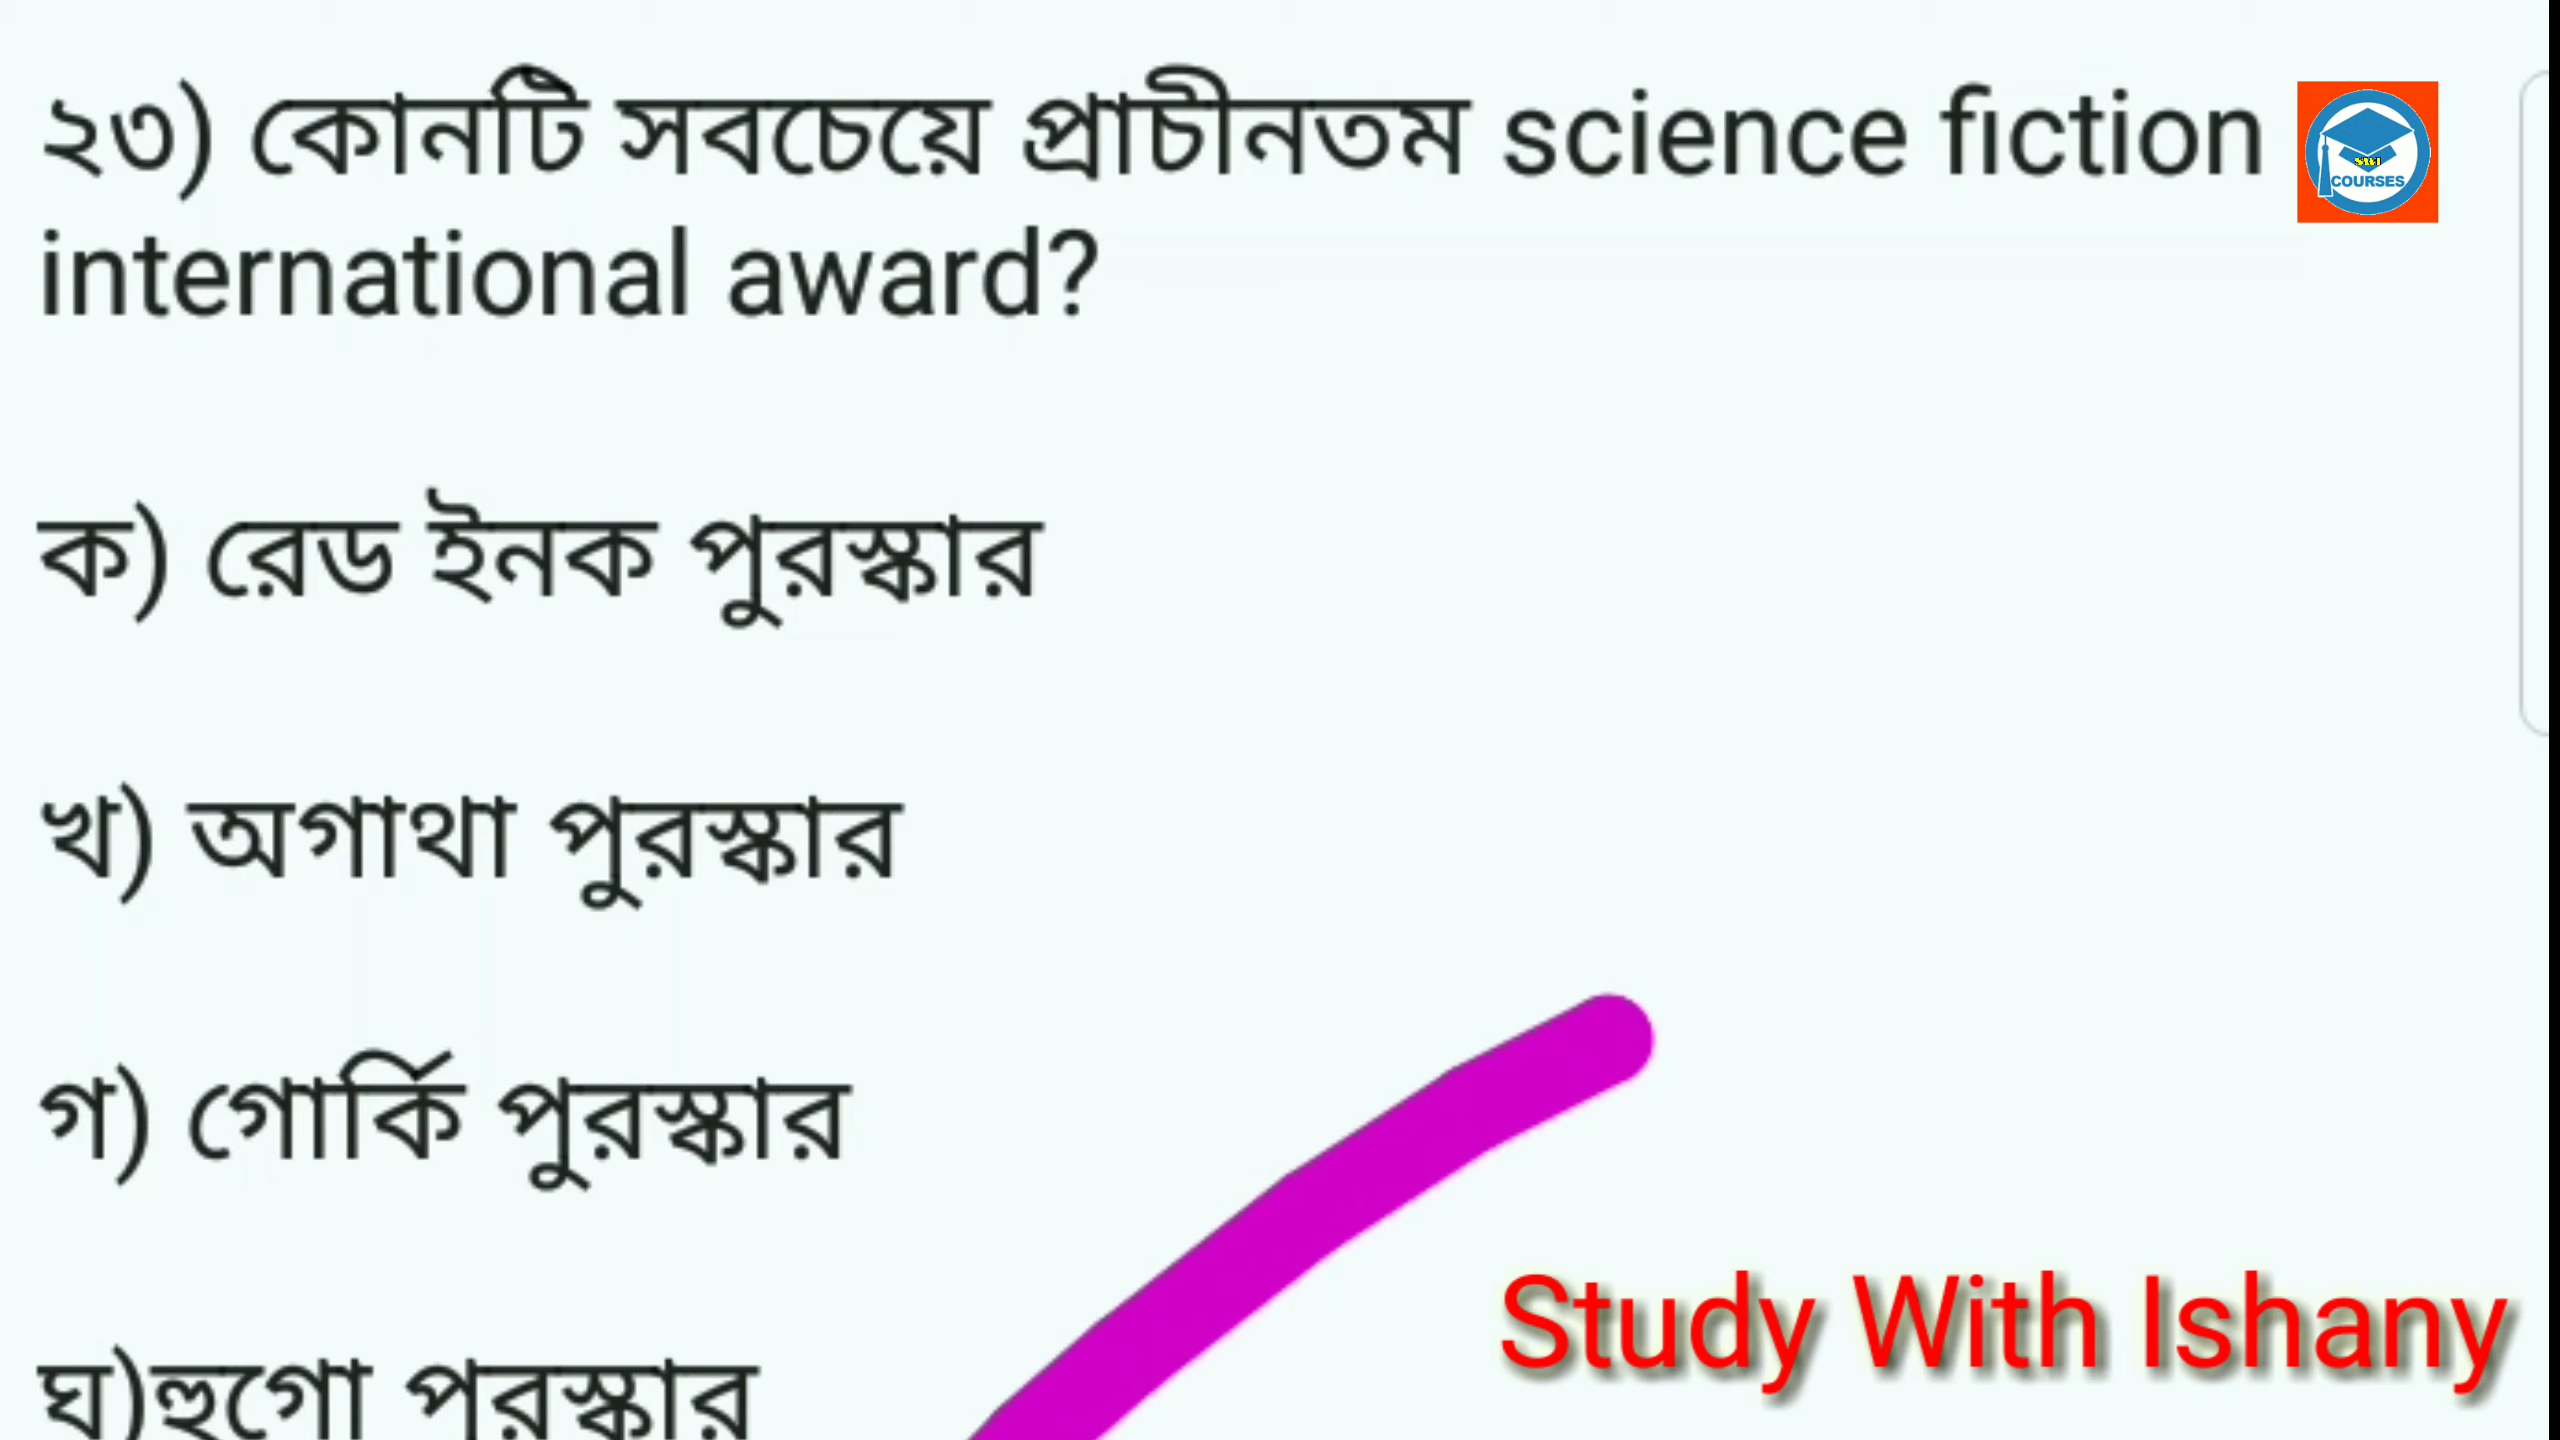 ২৩) কোনটি সবচেয়ে প্রাচীনতম science fiction
international award?
COURSES
ক) রেড ইনক পুরস্কার
খ) অগাথা পুরস্কার
গ) গোর্কি পুরস্কার
Study With Ishany
ঘ)হুগো পুরস্কার